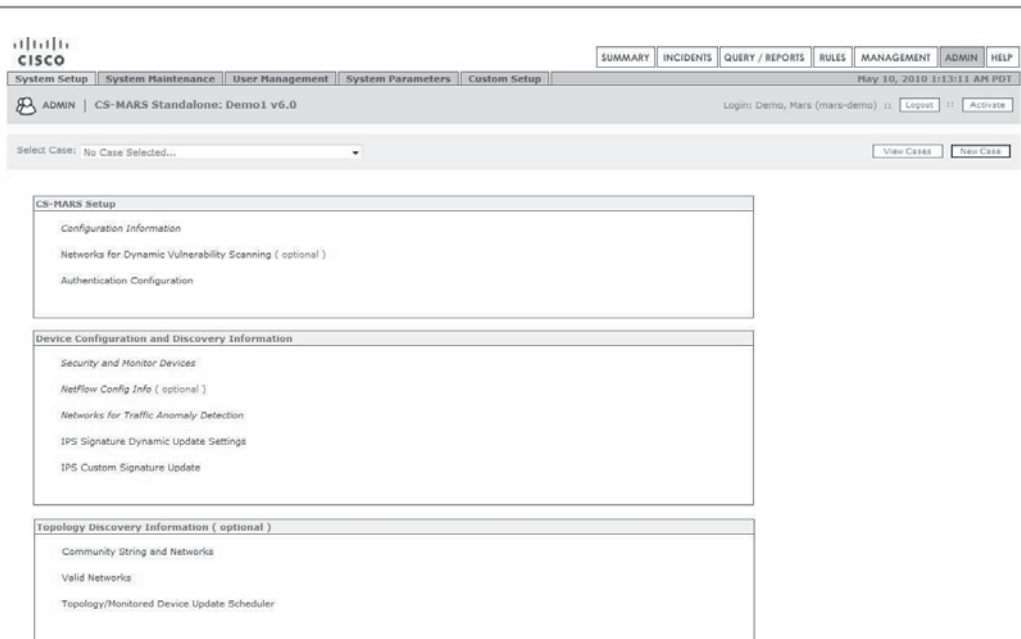 CISCO
SUMMARY INCIDENTS QUERY / REPORTS RULES MANAGEMENT ADMIN HELP
System Setup System Maintenance User Management System Parameters Custom Setup May 10, 2010 1:13:11 AM PDT
ADMIN | CS-MARS Standalone: Demo1 v6.0 Login: Demo, Mars (mars-demo) :: Logout :: Activate
Select Case: No Case Selected... View Cases New Case
CS-MARS Setup
Configuration Information
Networks for Dynamic Vulnerability Scanning ( optional )
Authentication Configuration
Device Configuration and Discovery Information
Security and Monitor Devices
NetFlow Config Info ( optional )
Networks for Traffic Anomaly Detection
IPS Signature Dynamic Update Settings
IPS Custom Signature Update
Topology Discovery Information ( optional )
Community String and Networks
Valid Networks
Topology/Monitored Device Update Scheduler